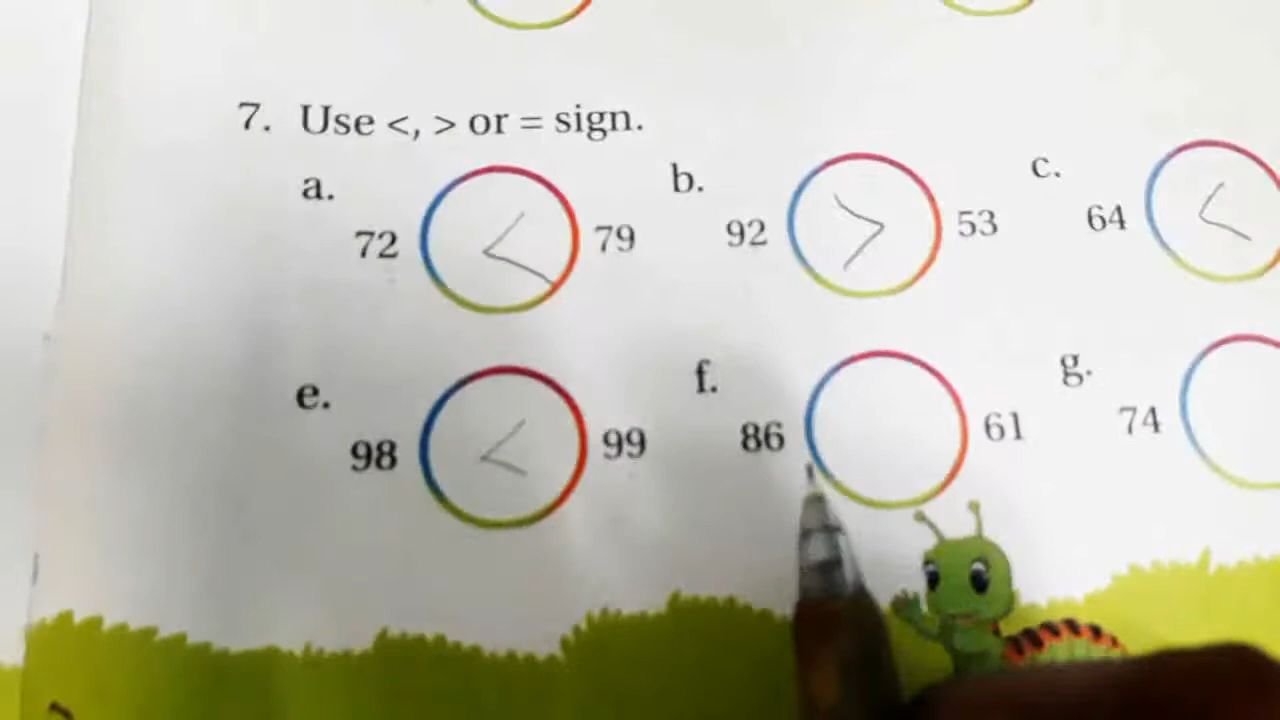 7. Use <, > or = sign.
a. 72 < 79 b. 92 > 53 c. 64 <
e. 98 < 99 f. 86 61 g. 74